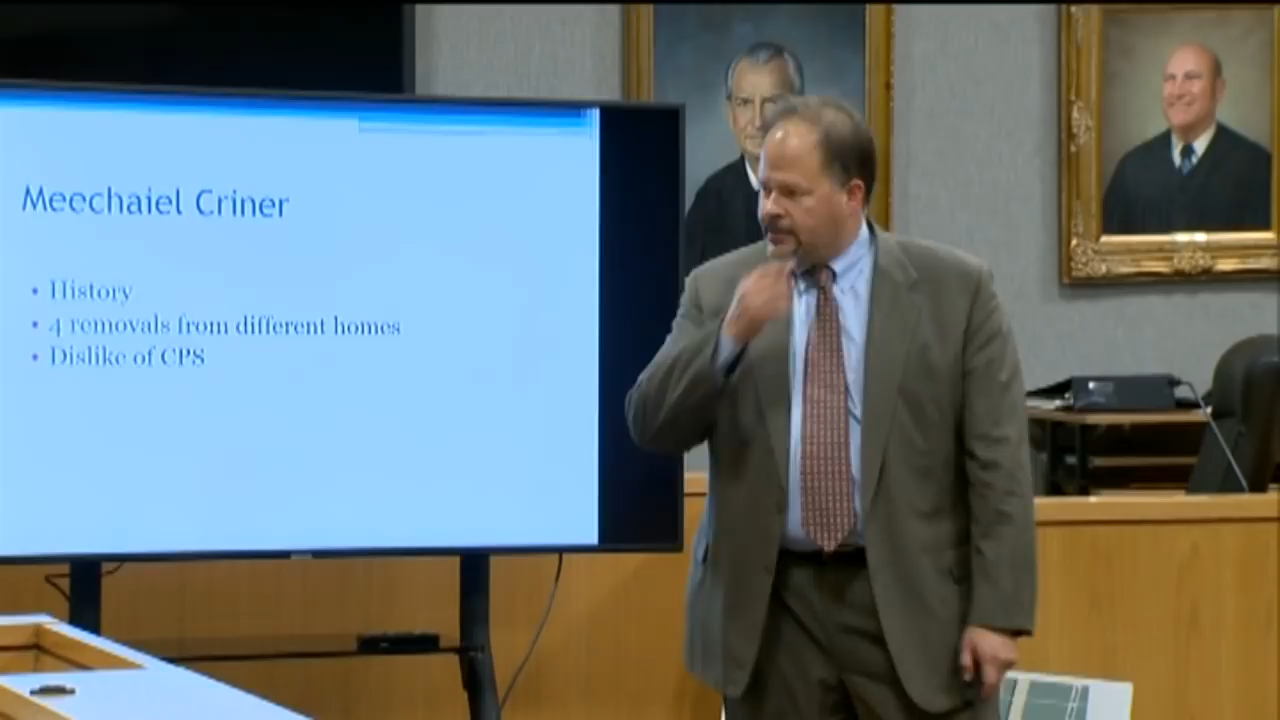 Meechaiel Criner
• History
• 4 removals from different homes
• Dislike of CPS